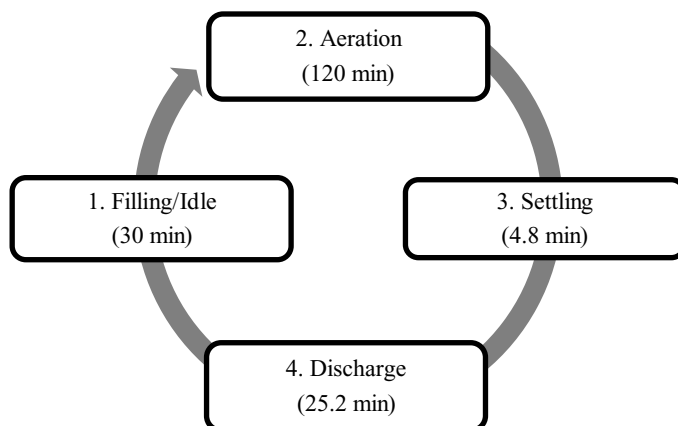 2. Aeration
(120 min)
1. Filling/Idle
(30 min)
3. Settling
(4.8 min)
4. Discharge
(25.2 min)